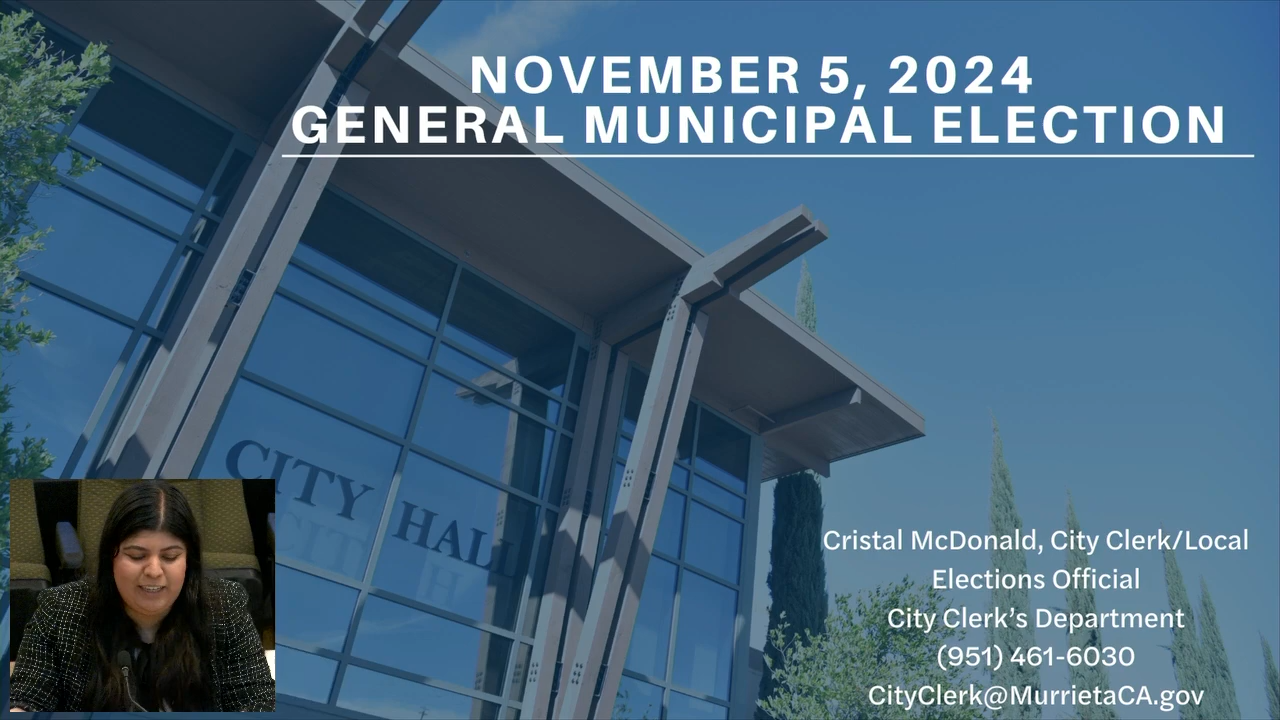 NOVEMBER 5, 2024
GENERAL MUNICIPAL ELECTION
CITY HALL
Cristal McDonald, City Clerk/Local
Elections Official
City Clerk's Department
(951) 461-6030
CityClerk@MurrietaCA.gov